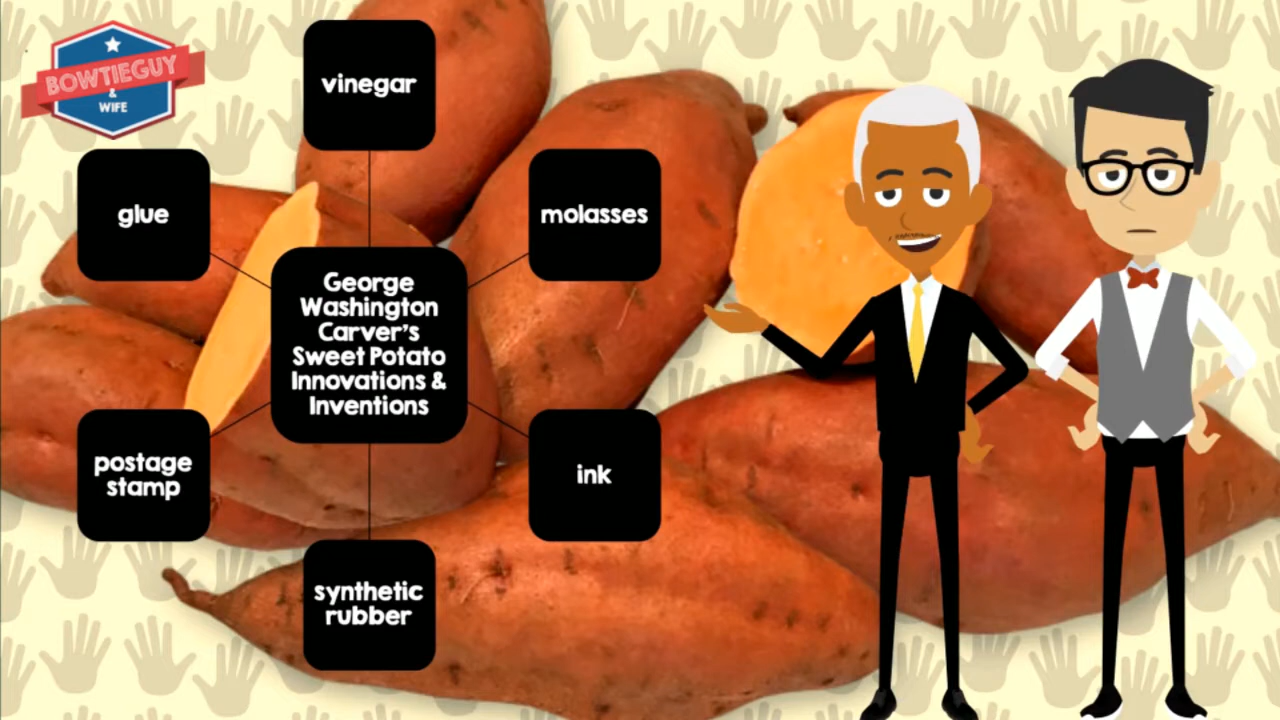 BOWTIEGUY
&
WIFE
vinegar
glue
molasses
George
Washington
Carver's
Sweet Potato
Innovations &
Inventions
postage
stamp
ink
synthetic
rubber